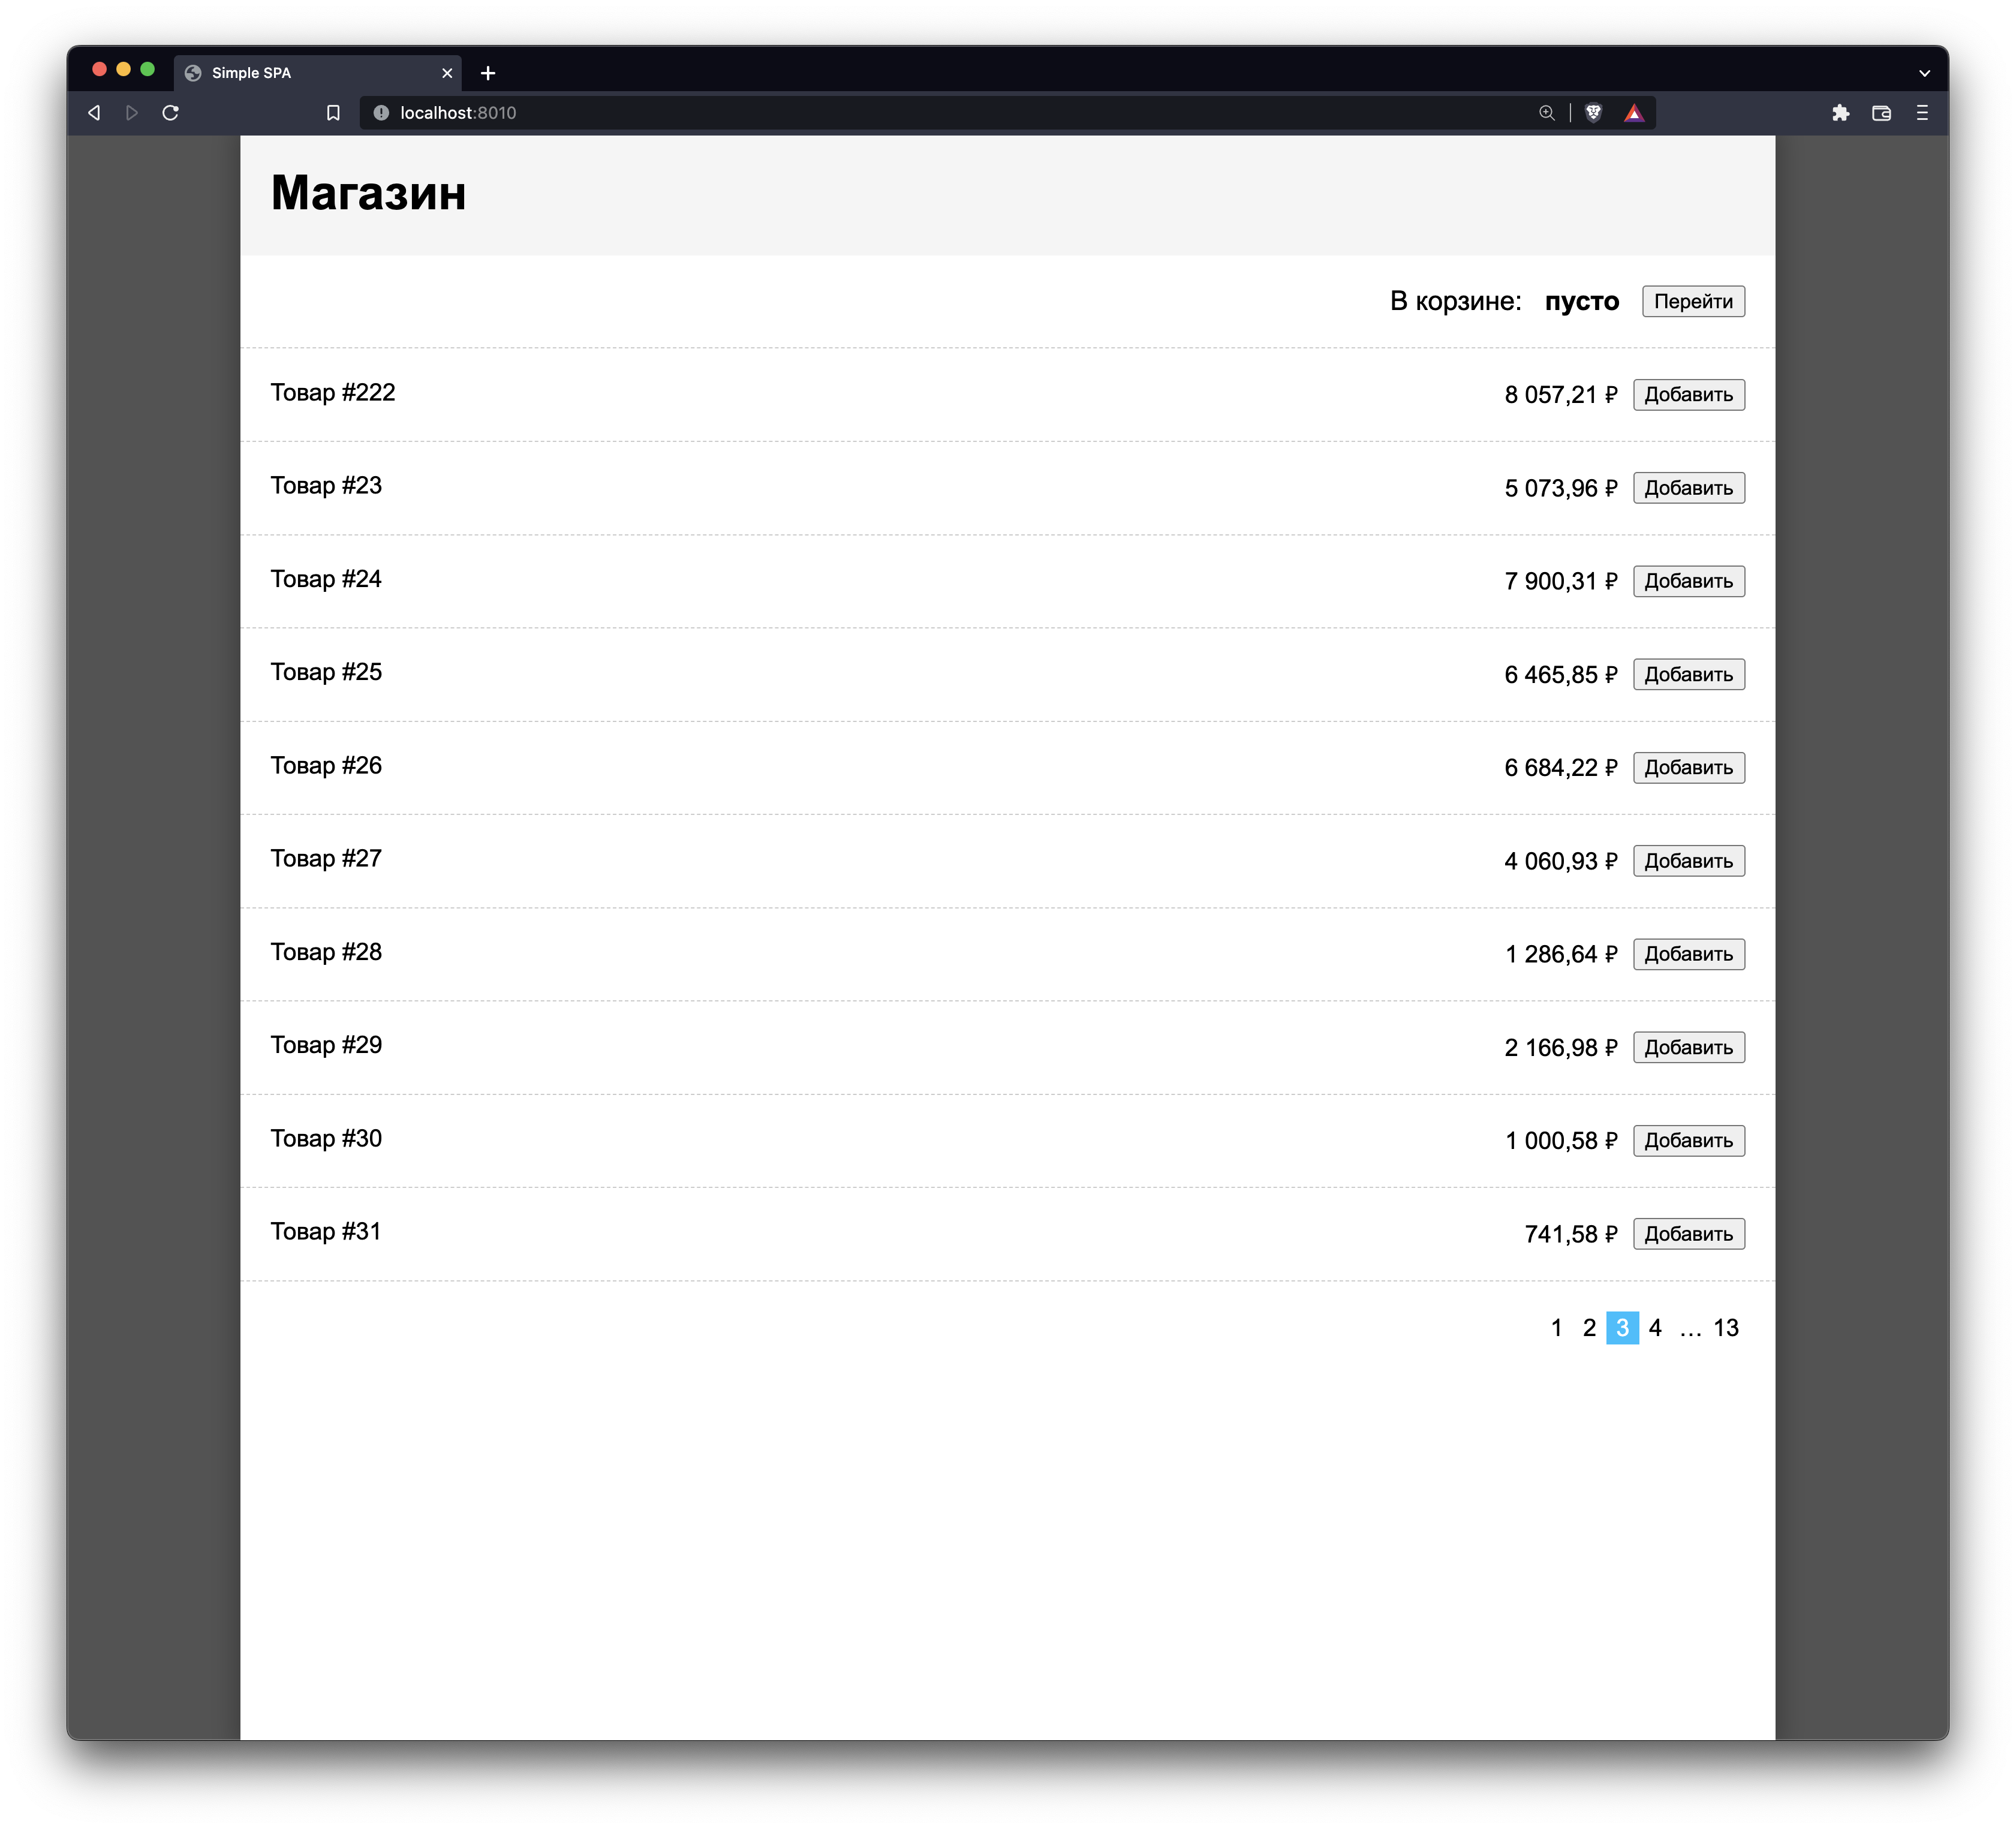 Simple SPA
localhost:8010
Магазин
В корзине: пусто Перейти
Товар #222 8 057,21 ₽ Добавить
Товар #23 5 073,96 ₽ Добавить
Товар #24 7 900,31 ₽ Добавить
Товар #25 6 465,85 ₽ Добавить
Товар #26 6 684,22 ₽ Добавить
Товар #27 4 060,93 ₽ Добавить
Товар #28 1 286,64 ₽ Добавить
Товар #29 2 166,98 ₽ Добавить
Товар #30 1 000,58 ₽ Добавить
Товар #31 741,58 ₽ Добавить
1 2 3 4 ... 13